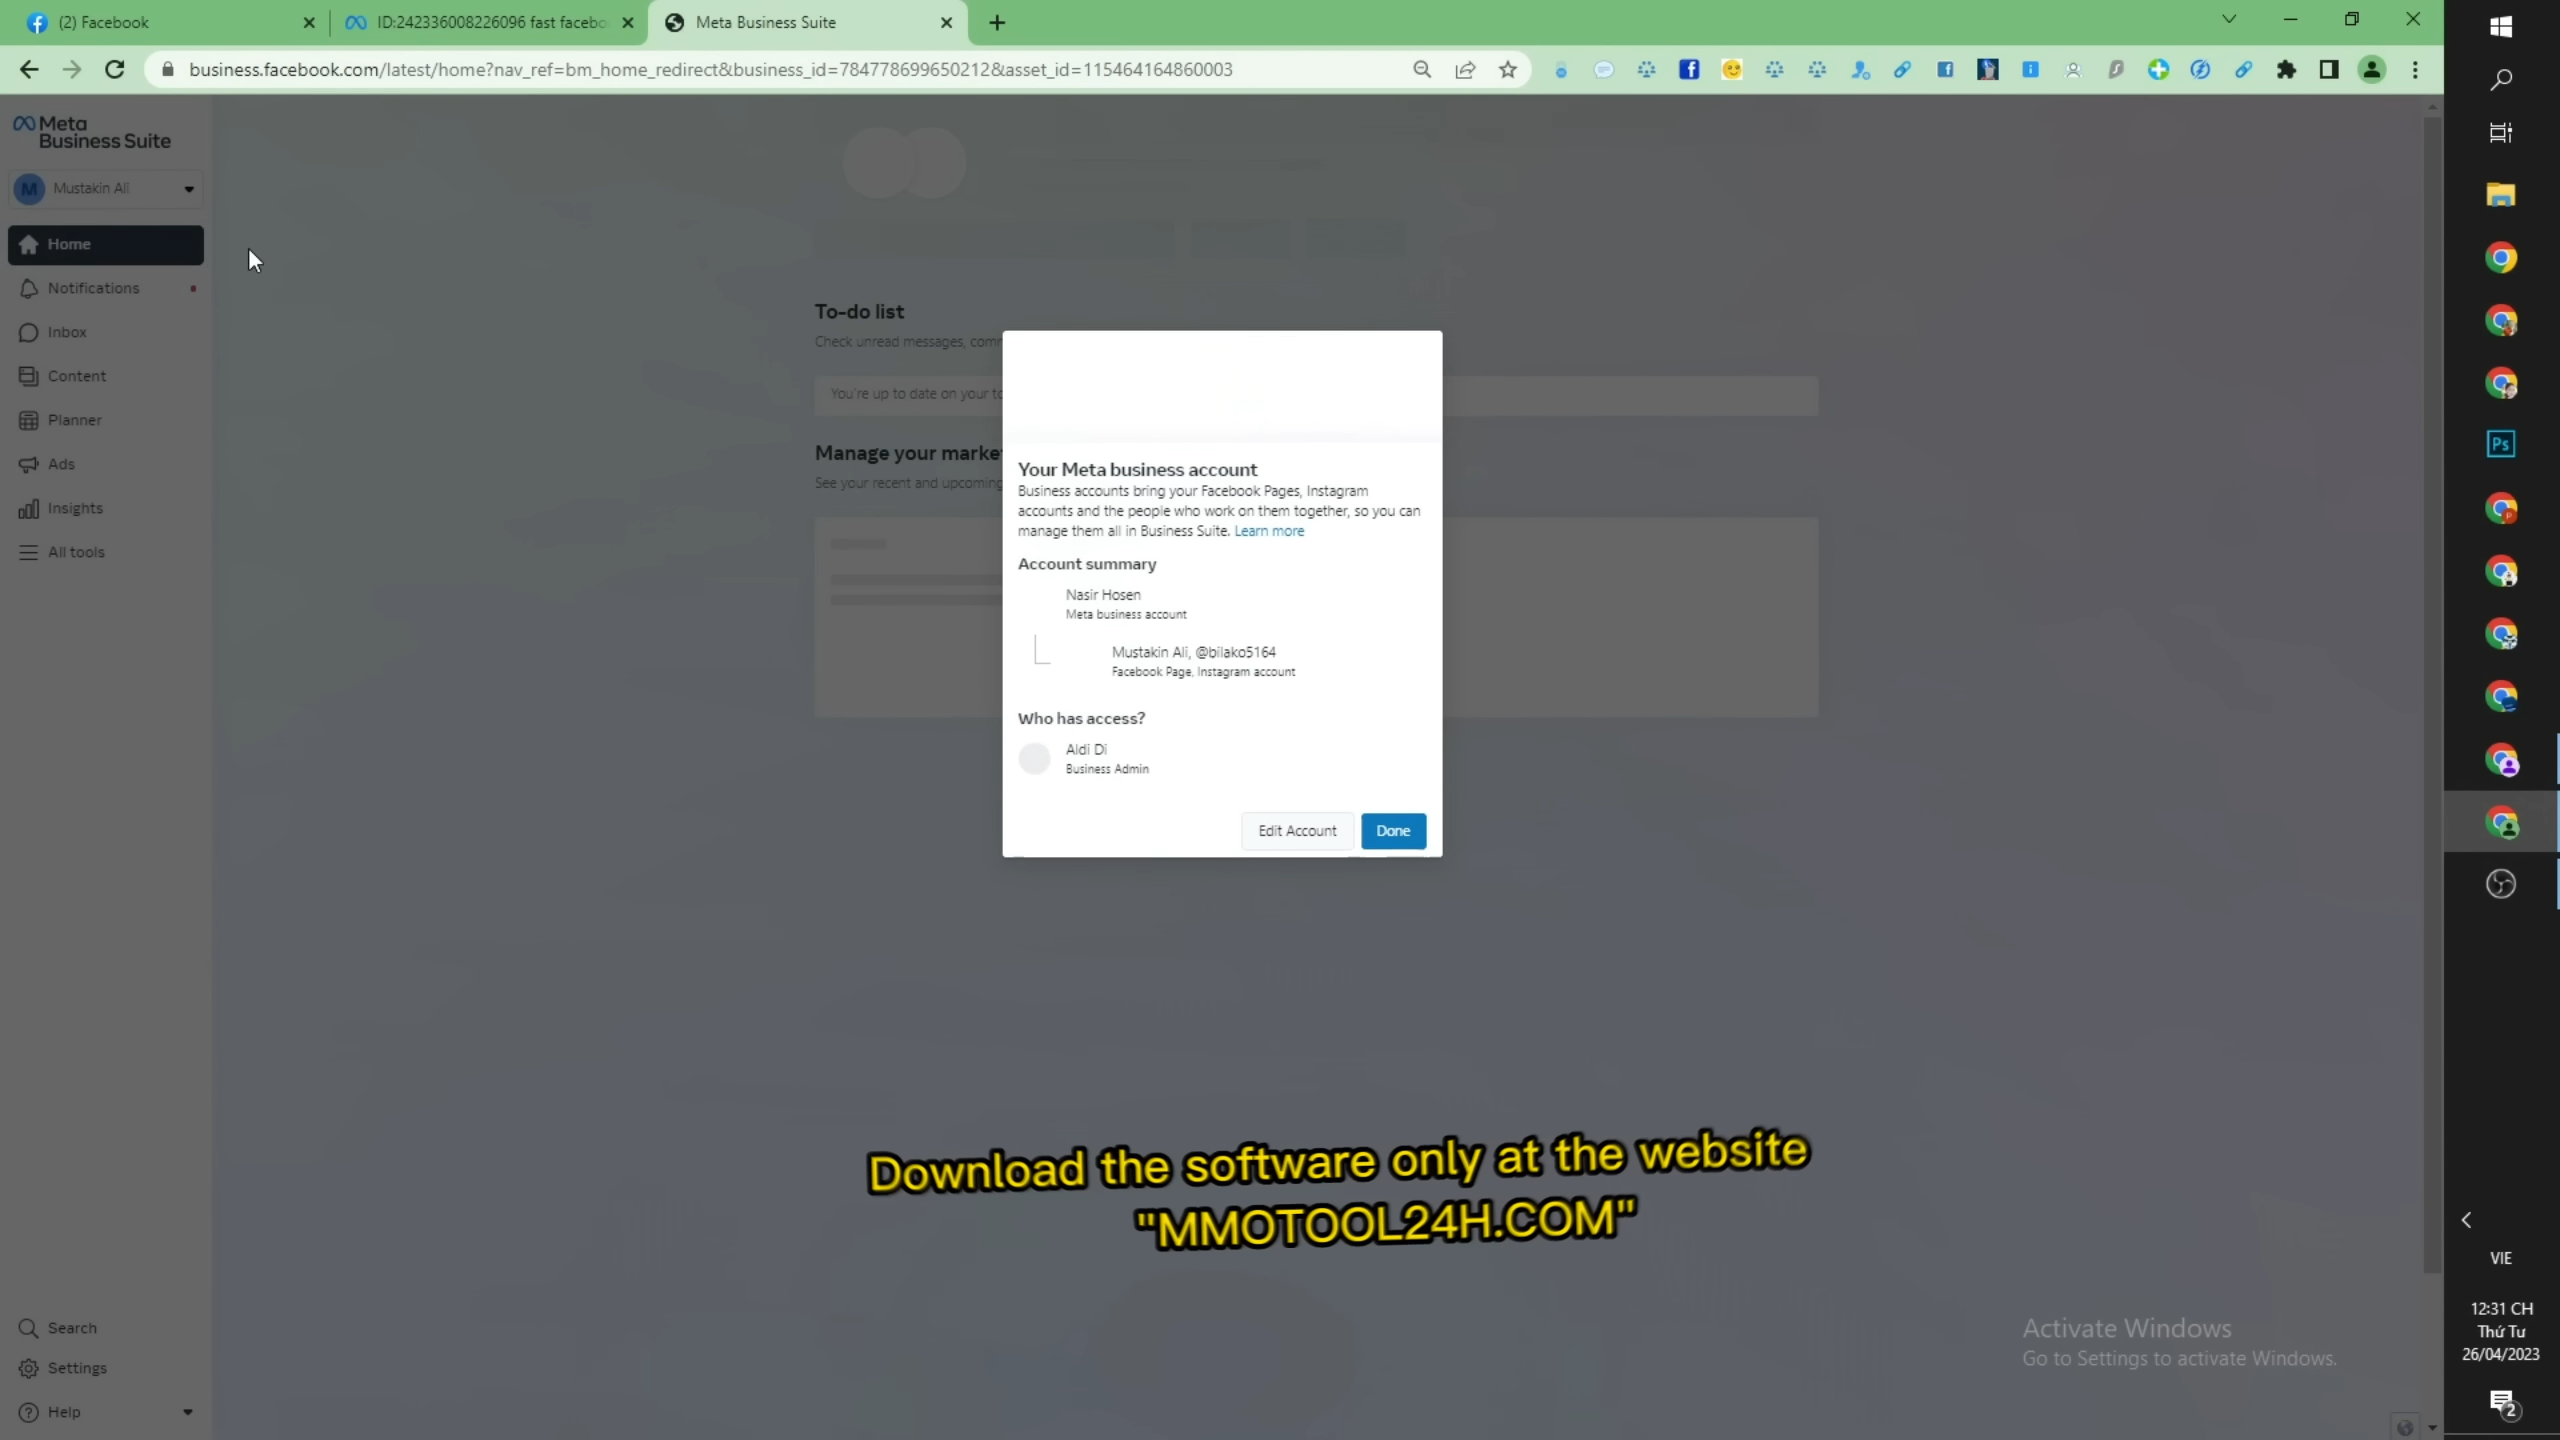 (2) Facebook
ID:242336008226096 fast facebo
Meta Business Suite
business.facebook.com/latest/home?nav_ref=bm_home_redirect&business_id=784778699650212&asset_id=115464164860003
Meta
Business Suite
M
Mustakin Ali
Home
Notifications
Inbox
Content
Planner
Ads
Insights
All tools
To-do list
Check unread messages, comm
You're up to date on your to
Manage your marke
See your recent and upcoming
Your Meta business account
Business accounts bring your Facebook Pages, Instagram
accounts and the people who work on them together, so you can
manage them all in Business Suite. Learn more
Account summary
Nasir Hosen
Meta business account
Mustakin Ali, @bilako5164
Facebook Page, Instagram account
Who has access?
Aldi Di
Business Admin
Edit Account
Done
Download the software only at the website
"MMOTOOL24H.COM"
Search
Settings
Help
Activate Windows
Go to Settings to activate Windows.
Ps
VIE
12:31 CH
Thứ Tư
26/04/2023
2